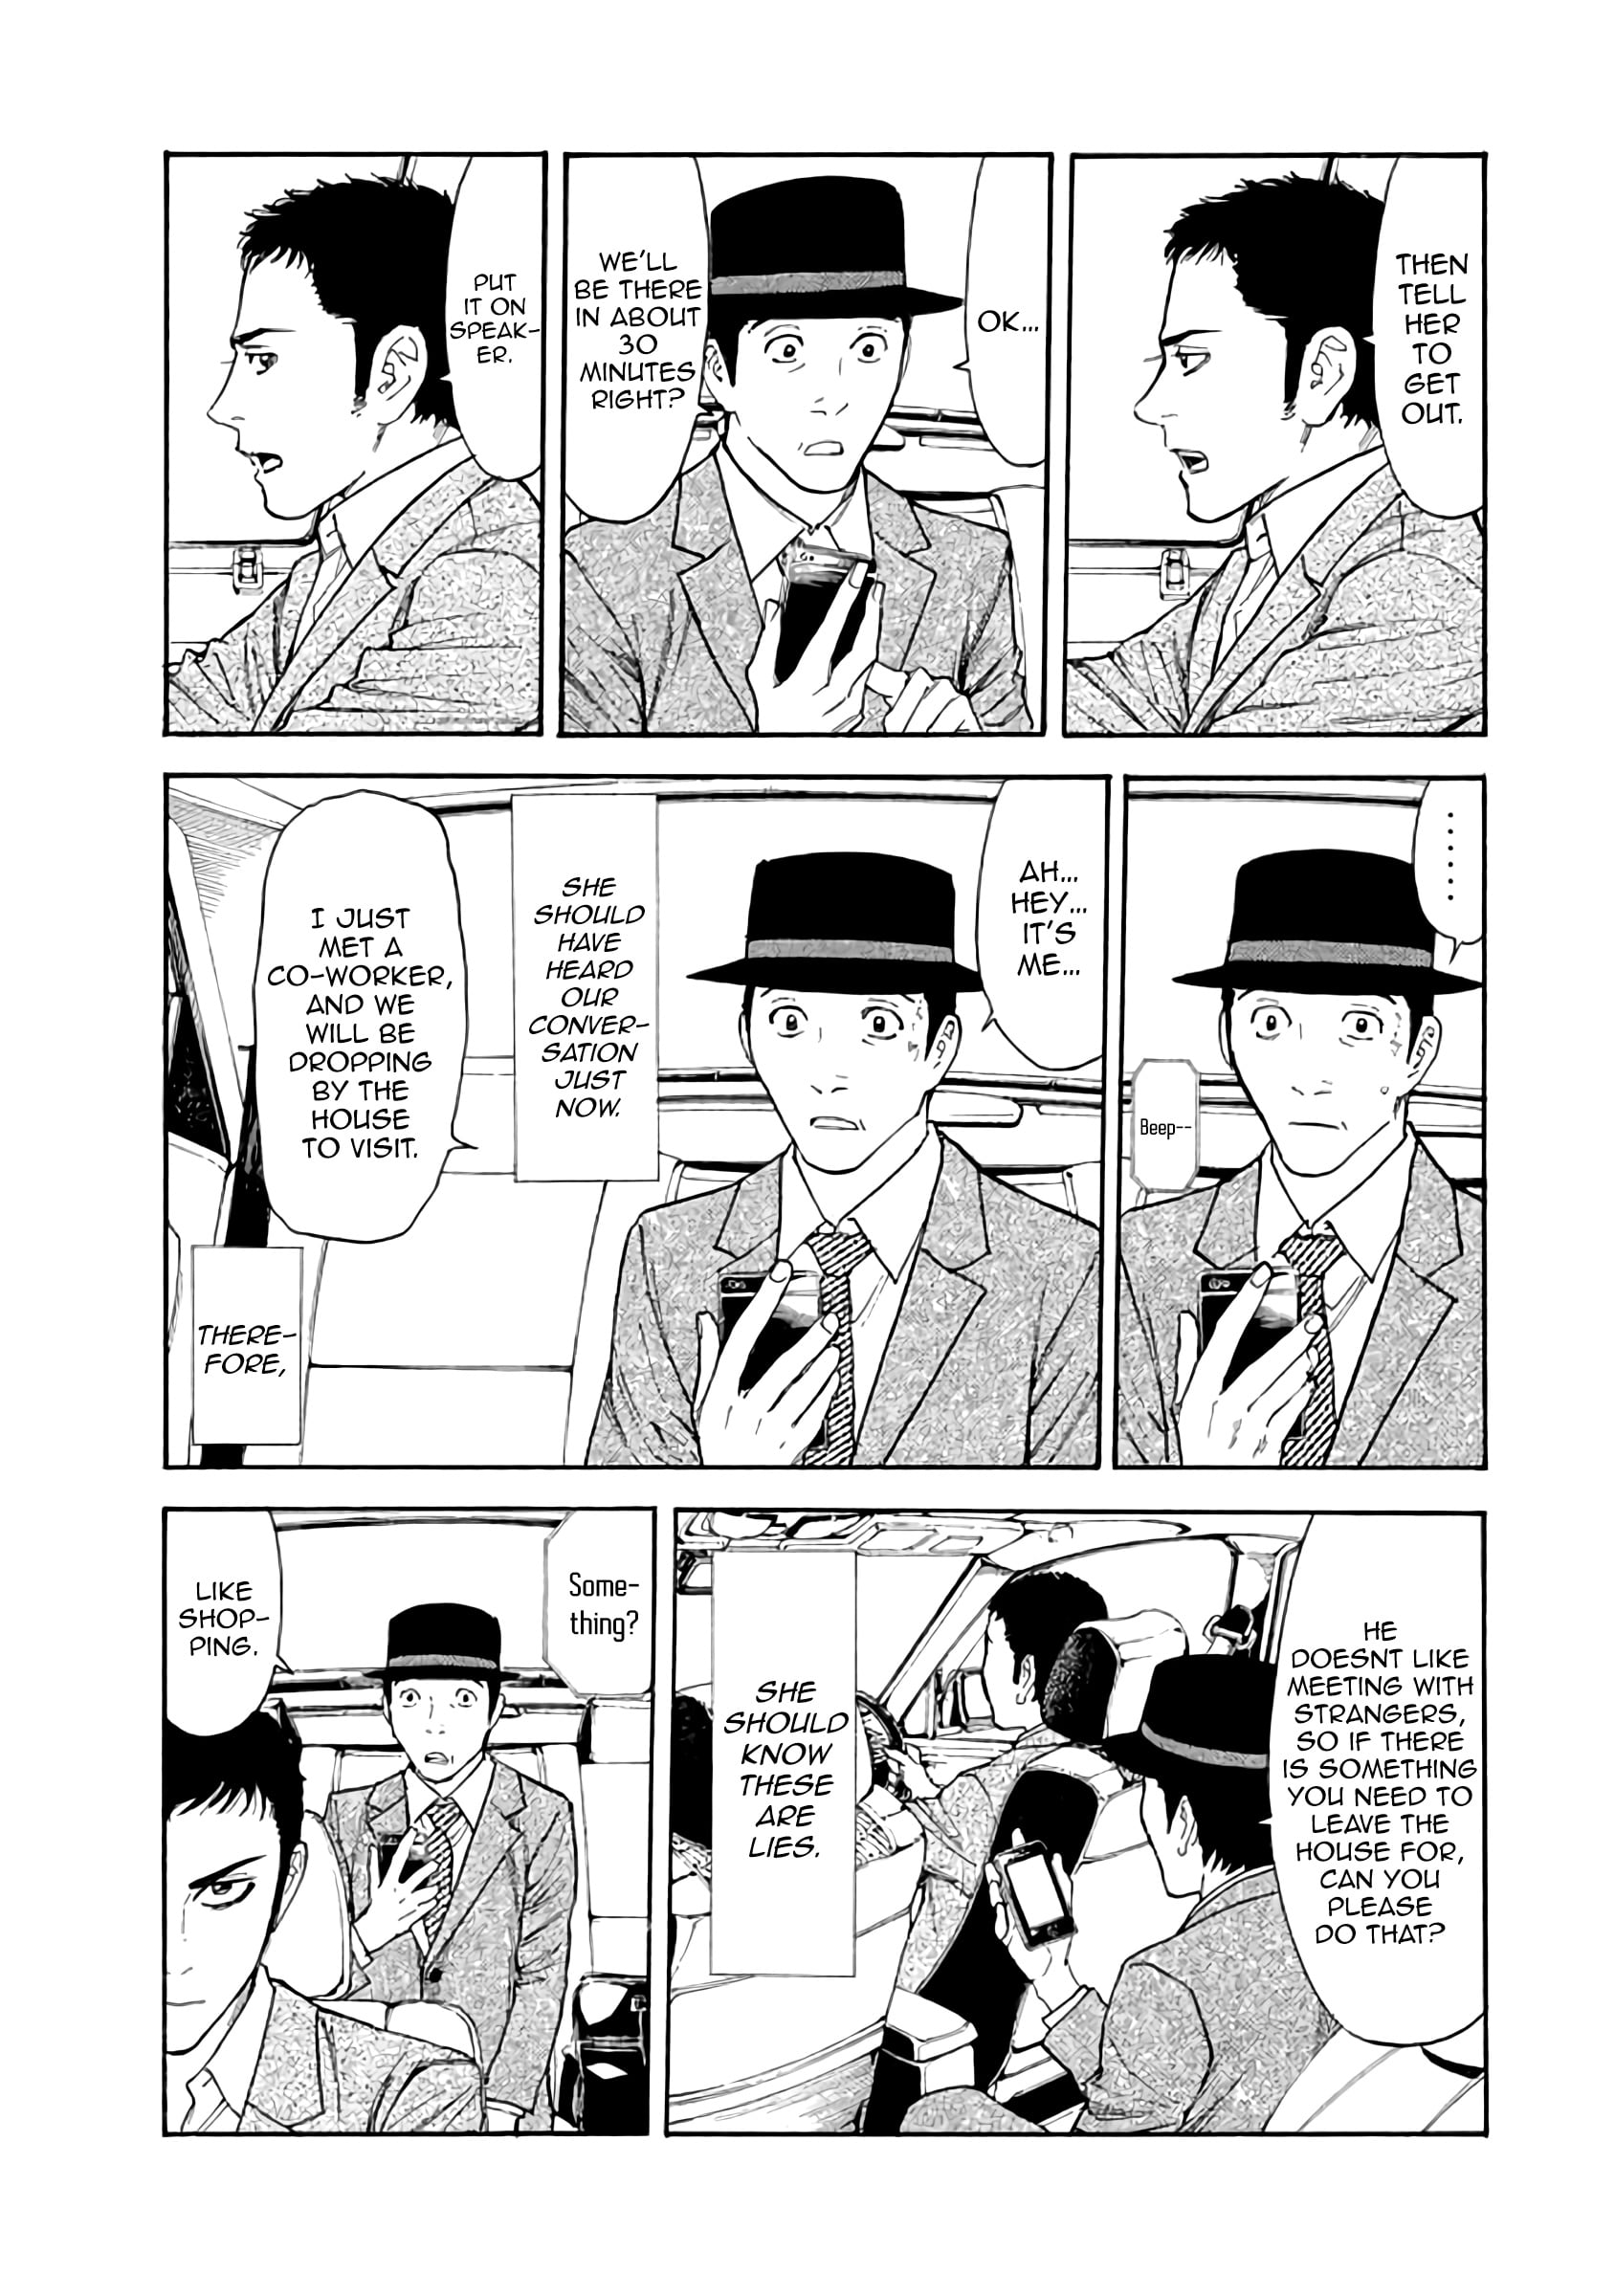 THEN
TELL
HER
TO
GET
OUT.
OK...
WE'LL
BE THERE
IN ABOUT
30
MINUTES
RIGHT?
PUT
IT ON
SPEAK-
ER.
......
Beep--
AH...
HEY...
IT'S
ME...
SHE
SHOULD
HAVE
HEARD
OUR
CONVER-
SATION
JUST
NOW.
I JUST
MET A
CO-WORKER,
AND WE
WILL BE
DROPPING
BY THE
HOUSE
TO VISIT.
THERE-
FORE,
HE
DOESNT LIKE
MEETING WITH
STRANGERS,
SO IF THERE
IS SOMETHING
YOU NEED TO
LEAVE THE
HOUSE FOR,
CAN YOU
PLEASE
DO THAT?
SHE
SHOULD
KNOW
THESE
ARE
LIES.
Some-
thing?
LIKE
SHOP-
PING.